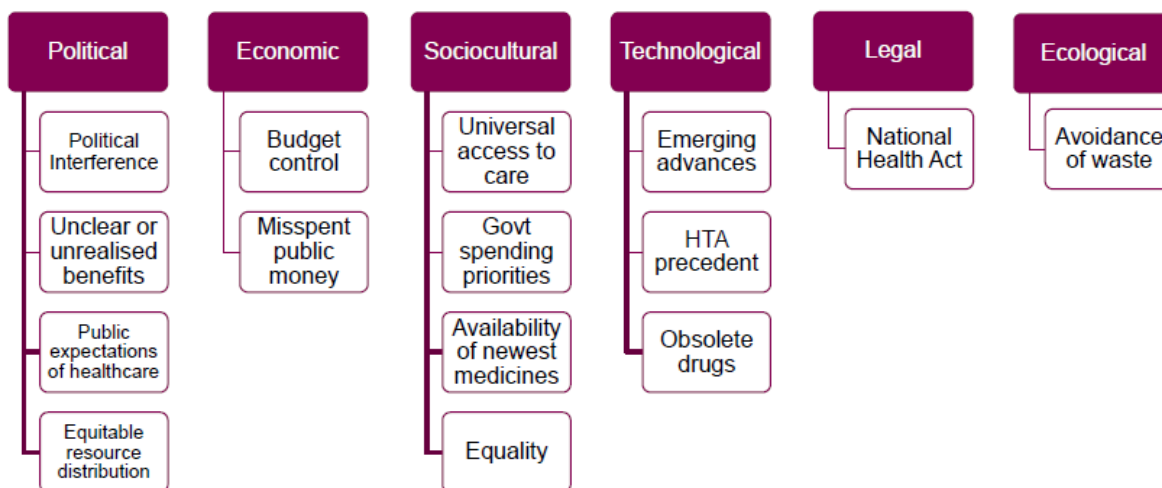 Political
Political
Interference
Unclear or
unrealised
benefits
Public
expectations
of healthcare
Equitable
resource
distribution
Economic
Budget
control
Misspent
public
money
Sociocultural
Universal
access to
care
Govt
spending
priorities
Availability
of newest
medicines
Equality
Technological
Emerging
advances
HTA
precedent
Obsolete
drugs
Legal
National
Health Act
Ecological
Avoidance
of waste